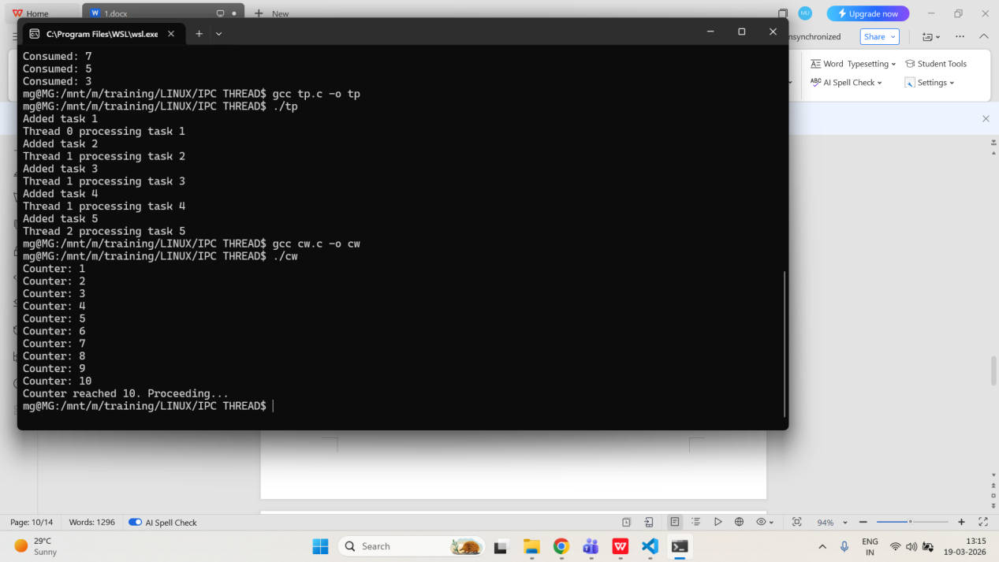 Home
1.docx
New
MU
Upgrade now
C:\Program Files\WSL\wsl.exe
Share
Word Typesetting
Student Tools
AI Spell Check
Settings
Consumed: 7
Consumed: 5
Consumed: 3
mg@MG:/mnt/m/training/LINUX/IPC THREAD$ gcc tp.c -o tp
mg@MG:/mnt/m/training/LINUX/IPC THREAD$ ./tp
Added task 1
Thread 0 processing task 1
Added task 2
Thread 1 processing task 2
Added task 3
Thread 1 processing task 3
Added task 4
Thread 1 processing task 4
Added task 5
Thread 2 processing task 5
mg@MG:/mnt/m/training/LINUX/IPC THREAD$ gcc cw.c -o cw
mg@MG:/mnt/m/training/LINUX/IPC THREAD$ ./cw
Counter: 1
Counter: 2
Counter: 3
Counter: 4
Counter: 5
Counter: 6
Counter: 7
Counter: 8
Counter: 9
Counter: 10
Counter reached 10. Proceeding...
mg@MG:/mnt/m/training/LINUX/IPC THREAD$
Page: 10/14 Words: 1296 AI Spell Check 94%
29°C
Sunny
Search
ENG
IN
13:15
19-03-2026